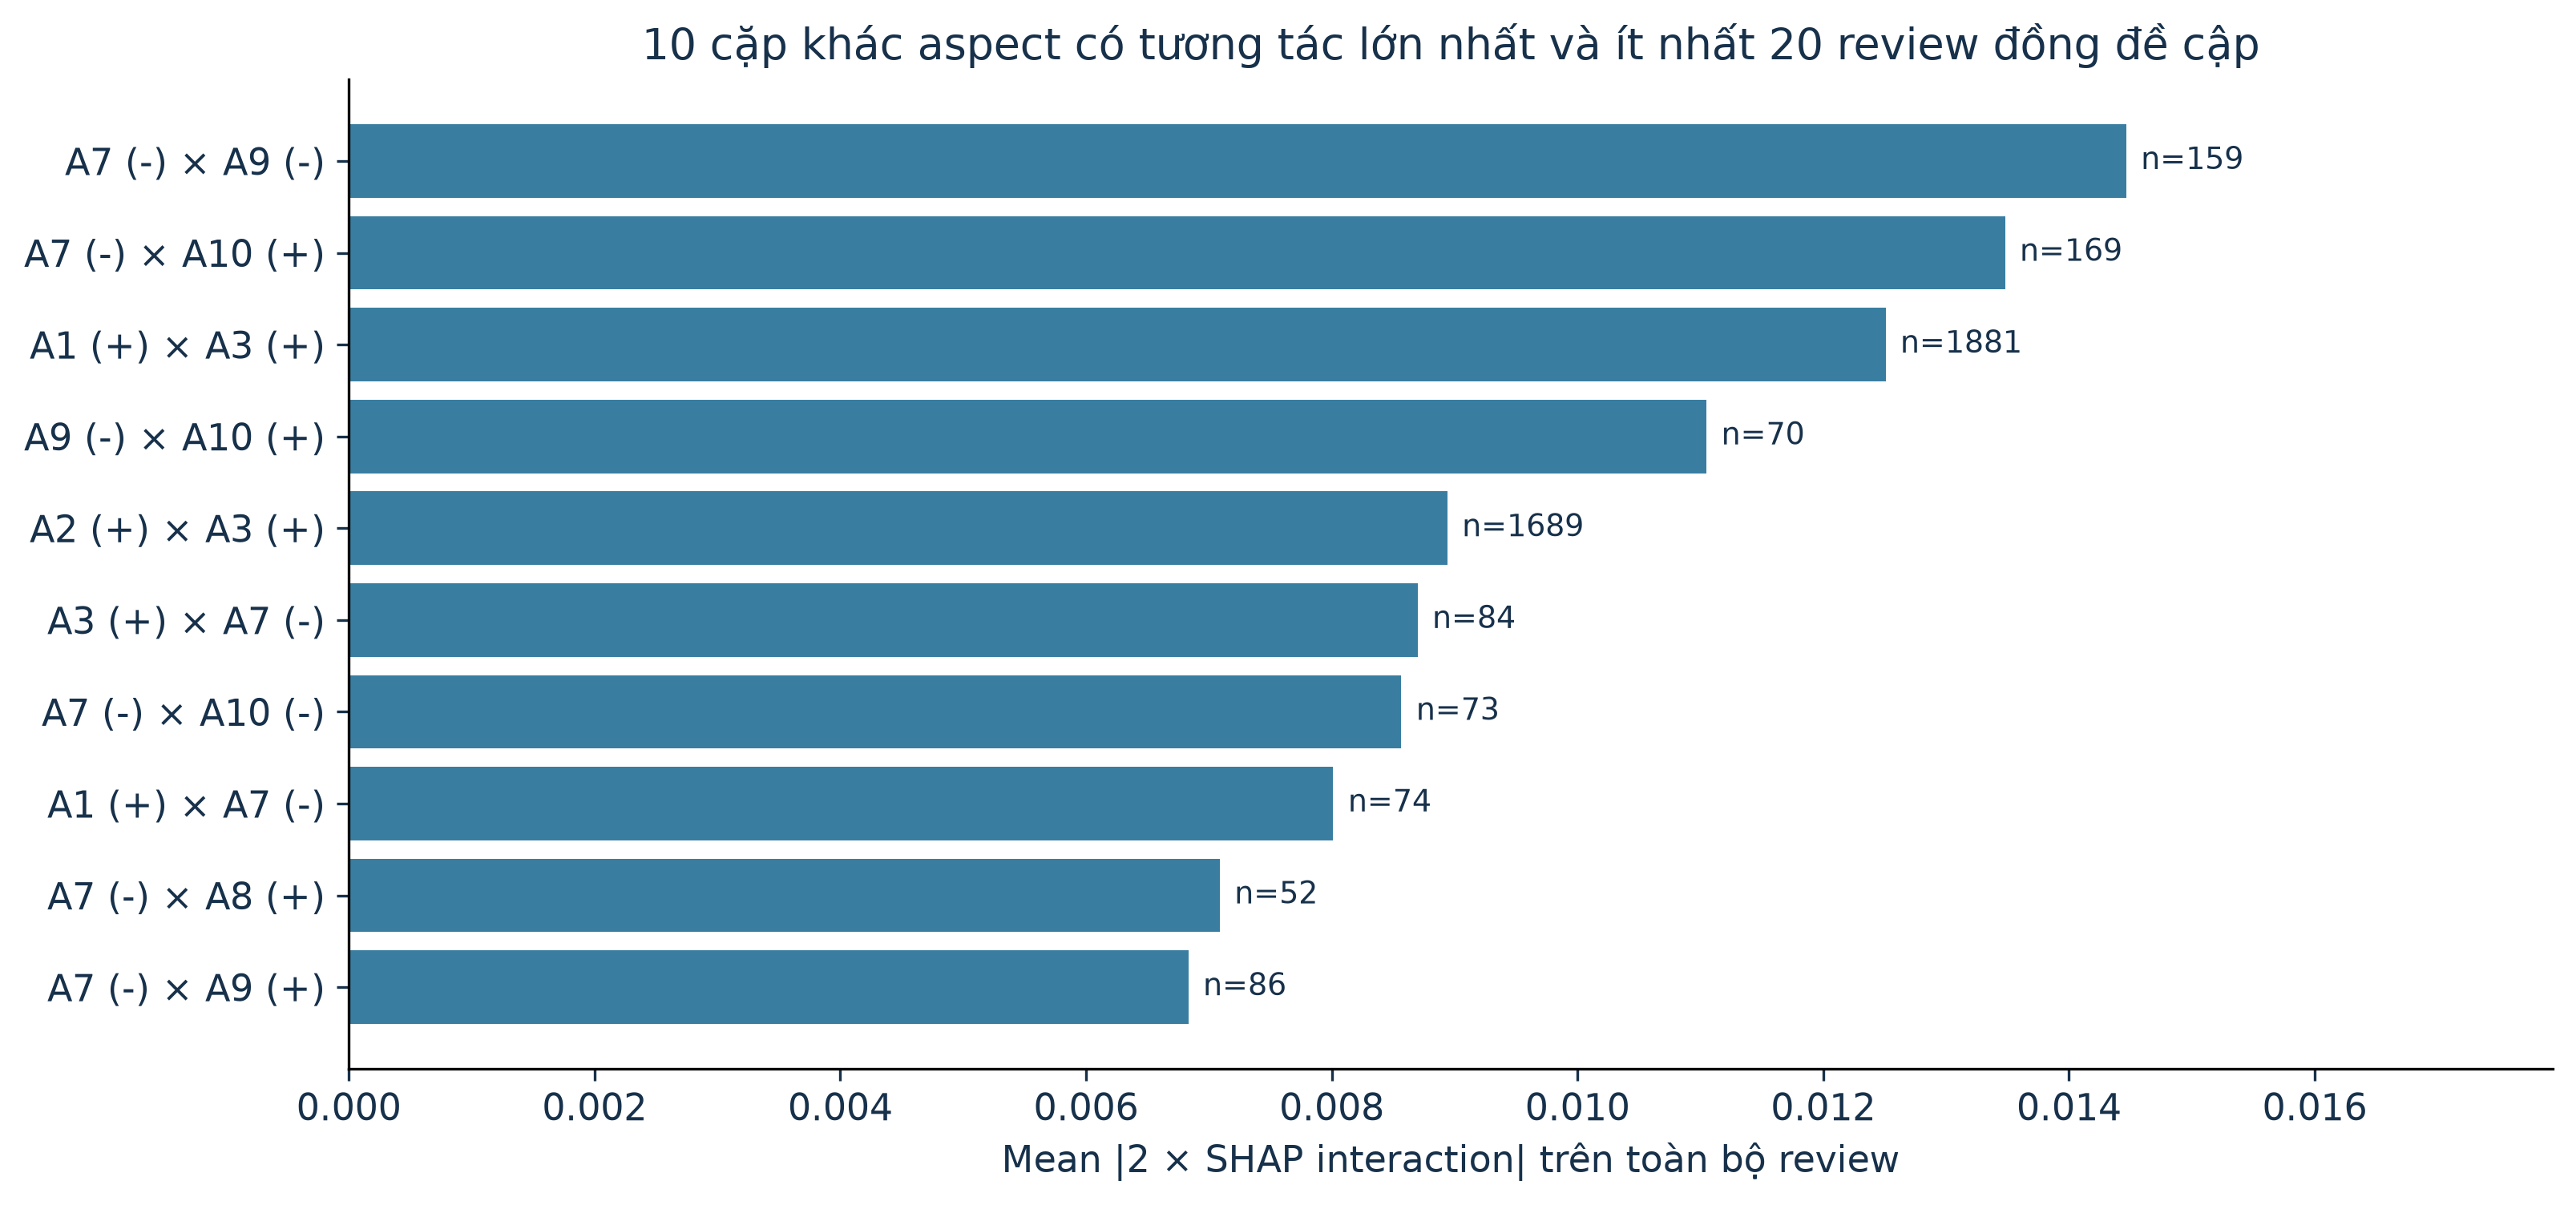 10 cặp khác aspect có tương tác lớn nhất và ít nhất 20 review đồng đề cập
A7 (-) × A9 (-) n=159
A7 (-) × A10 (+) n=169
A1 (+) × A3 (+) n=1881
A9 (-) × A10 (+) n=70
A2 (+) × A3 (+) n=1689
A3 (+) × A7 (-) n=84
A7 (-) × A10 (-) n=73
A1 (+) × A7 (-) n=74
A7 (-) × A8 (+) n=52
A7 (-) × A9 (+) n=86
0.000 0.002 0.004 0.006 0.008 0.010 0.012 0.014 0.016
Mean |2 × SHAP interaction| trên toàn bộ review